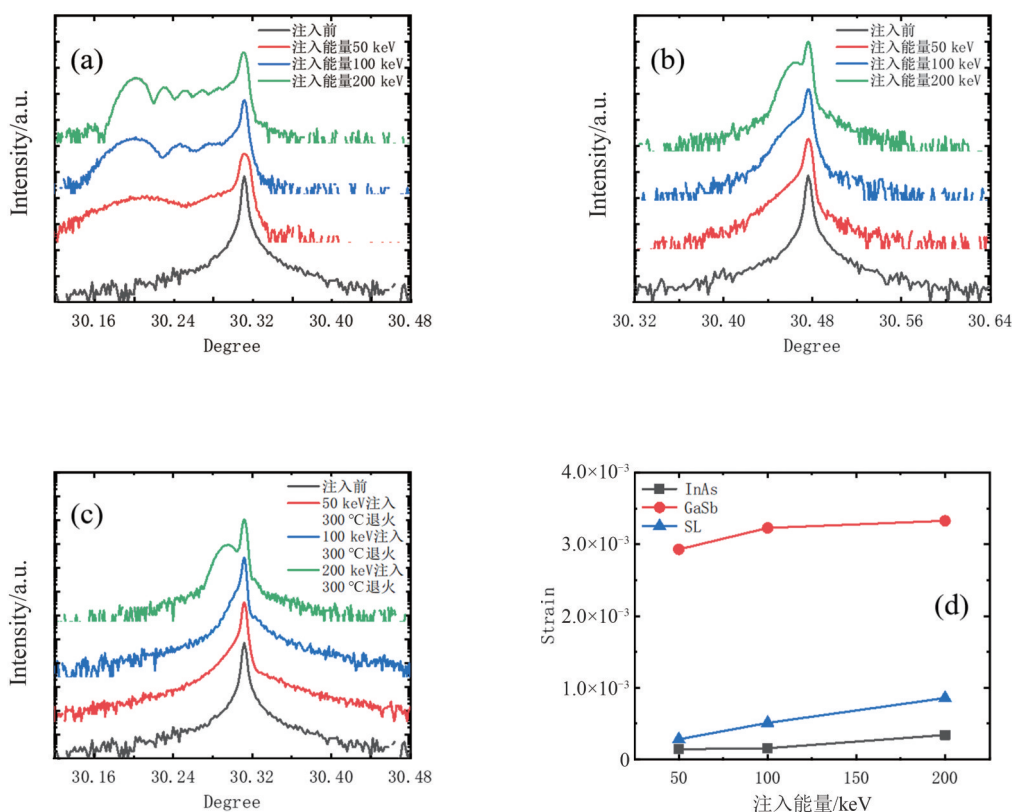 (a)
注入前
注入能量50 keV
注入能量100 keV
注入能量200 keV
Intensity/a.u.
30.16 30.24 30.32 30.40 30.48
Degree
(b)
注入前
注入能量50 keV
注入能量100 keV
注入能量200 keV
Intensity/a.u.
30.32 30.40 30.48 30.56 30.64
Degree
(c)
注入前
50 keV注入
300 ℃退火
100 keV注入
300 ℃退火
200 keV注入
300 ℃退火
Intensity/a.u.
30.16 30.24 30.32 30.40 30.48
Degree
4.0×10⁻³
3.0×10⁻³
2.0×10⁻³
1.0×10⁻³
0
Strain
InAs
GaSb
SL
(d)
50 100 150 200
注入能量/keV